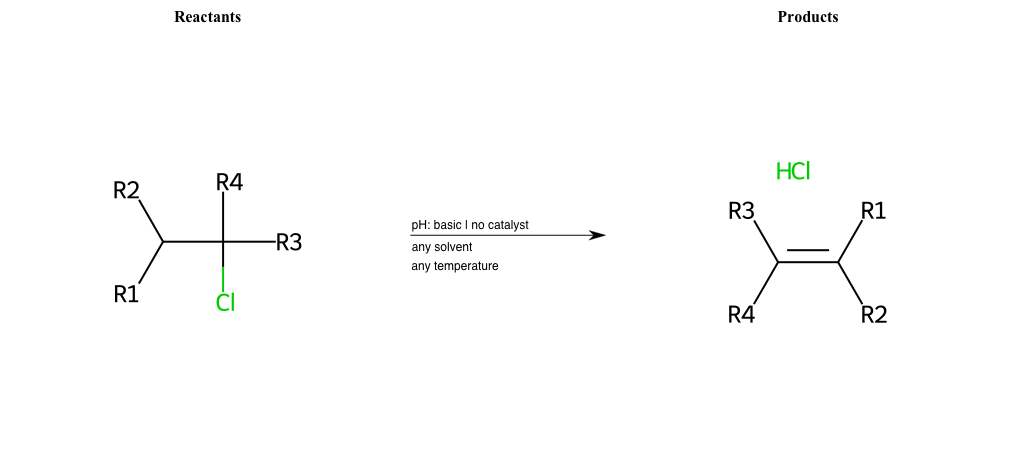 Reactants
Products
R2
R4
R3
R1
Cl
pH: basic | no catalyst
any solvent
any temperature
HCl
R3
R1
R4
R2